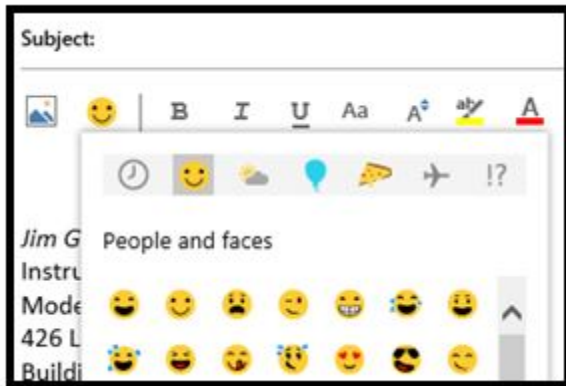 Subject:
B I U Aa A ab A
!?
Jim G
People and faces
Instru
Mode
426 L
Buildi